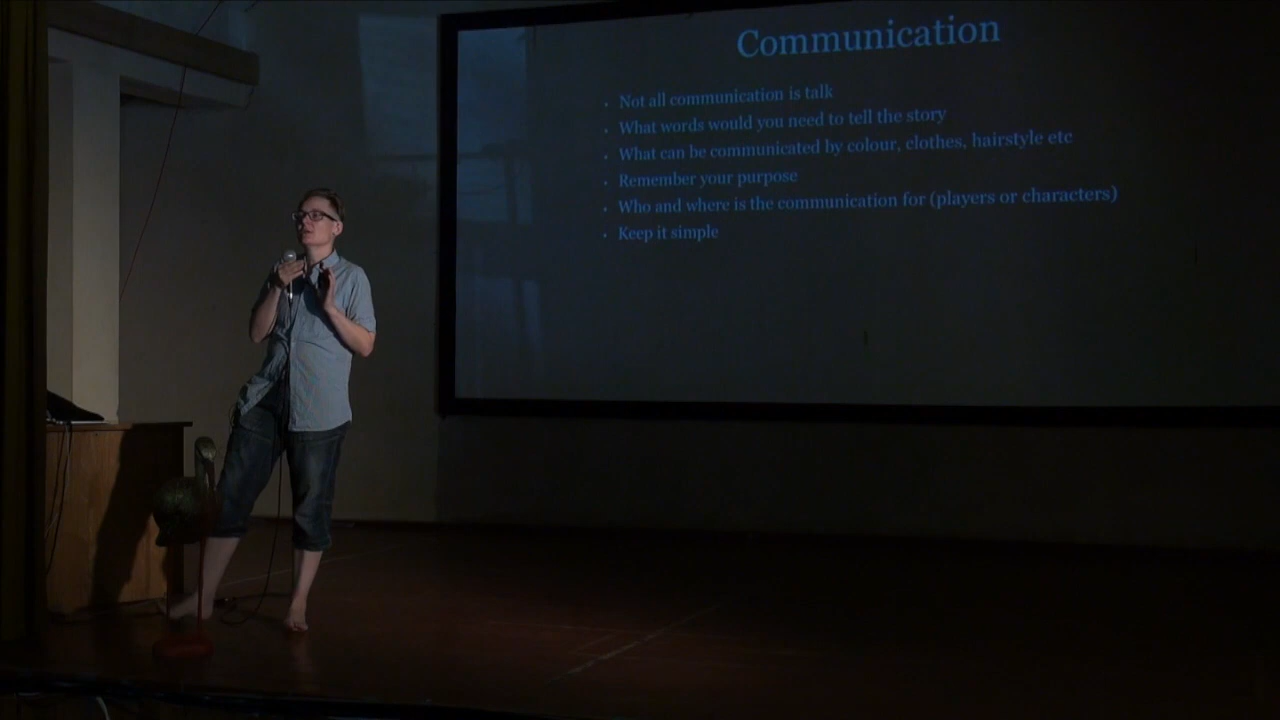 Communication
• Not all communication is talk
• What words would you need to tell the story
• What can be communicated by colour, clothes, hairstyle etc
• Remember your purpose
• Who and where is the communication for (players or characters)
• Keep it simple